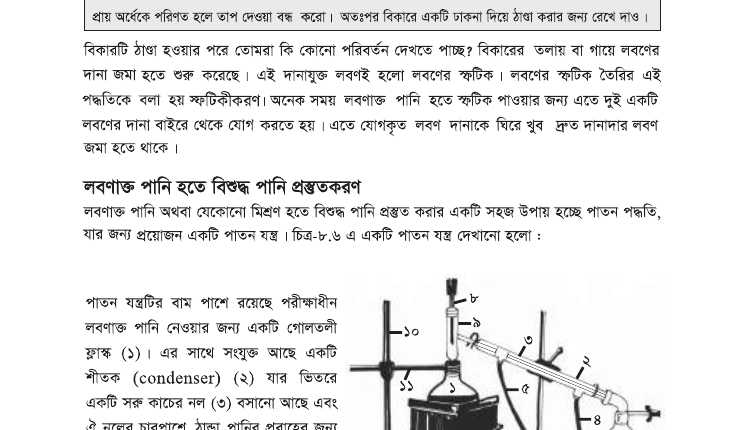 প্রায় অর্ধেকে পরিণত হলে তাপ দেওয়া বন্ধ করো। অতঃপর বিকারে একটি ঢাকনা দিয়ে ঠাণ্ডা করার জন্য রেখে দাও।
বিকারটি ঠাণ্ডা হওয়ার পরে তোমরা কি কোনো পরিবর্তন দেখতে পাচ্ছ? বিকারের তলায় বা গায়ে লবণের
দানা জমা হতে শুরু করেছে। এই দানাযুক্ত লবণই হলো লবণের স্ফটিক। লবণের স্ফটিক তৈরির এই
পদ্ধতিকে বলা হয় স্ফটিকীকরণ। অনেক সময় লবণাক্ত পানি হতে স্ফটিক পাওয়ার জন্য এতে দুই একটি
লবণের দানা বাইরে থেকে যোগ করতে হয়। এতে যোগকৃত লবণ দানাকে ঘিরে খুব দ্রুত দানাদার লবণ
জমা হতে থাকে।
লবণাক্ত পানি হতে বিশুদ্ধ পানি প্রস্তুতকরণ
লবণাক্ত পানি অথবা যেকোনো মিশ্রণ হতে বিশুদ্ধ পানি প্রস্তুত করার একটি সহজ উপায় হচ্ছে পাতন পদ্ধতি,
যার জন্য প্রয়োজন একটি পাতন যন্ত্র। চিত্র-৮.৬ এ একটি পাতন যন্ত্র দেখানো হলো :
পাতন যন্ত্রটির বাম পাশে রয়েছে পরীক্ষাধীন
লবণাক্ত পানি নেওয়ার জন্য একটি গোলতলী
ফ্লাস্ক (১)। এর সাথে সংযুক্ত আছে একটি
শীতক (condenser) (২) যার ভিতরে
একটি সরু কাচের নল (৩) বসানো আছে এবং
ঐ নলের চারপাশে ঠান্ডা পানির প্রবাহের জন্য
৮
৯
১০
৩
২
১১
১
৫
৪